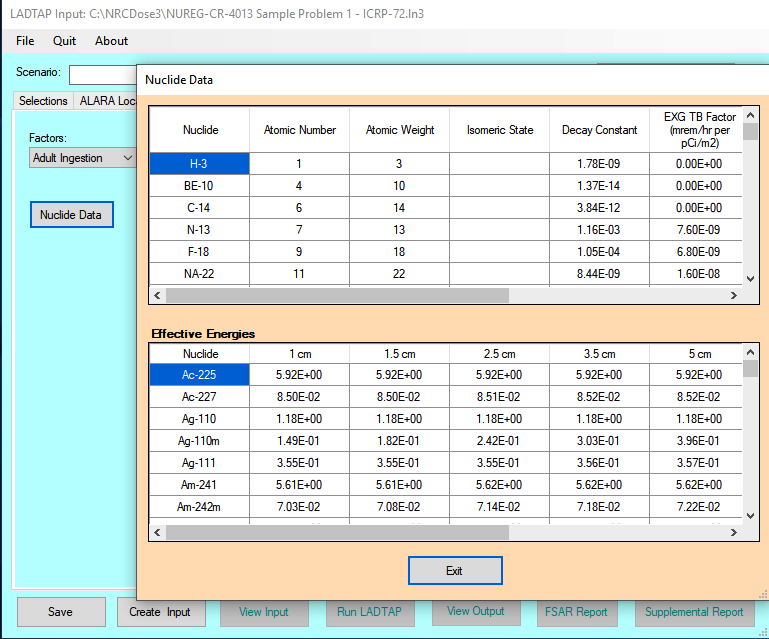 LADTAP Input: C:\NRCDose3\NUREG-CR-4013 Sample Problem 1 - ICRP-72.In3
File Quit About
Scenario:
Nuclide Data
Selections ALARA Loc
Factors:
Adult Ingestion
Nuclide Data
Nuclide Atomic Number Atomic Weight Isomeric State Decay Constant EXG TB Factor
(mrem/hr per
pCi/m2)
H-3 1 3 1.78E-09 0.00E+00
BE-10 4 10 1.37E-14 0.00E+00
C-14 6 14 3.84E-12 0.00E+00
N-13 7 13 1.16E-03 7.60E-09
F-18 9 18 1.05E-04 6.80E-09
NA-22 11 22 8.44E-09 1.60E-08
Effective Energies
Nuclide 1 cm 1.5 cm 2.5 cm 3.5 cm 5 cm
Ac-225 5.92E+00 5.92E+00 5.92E+00 5.92E+00 5.92E+00
Ac-227 8.50E-02 8.50E-02 8.51E-02 8.52E-02 8.52E-02
Ag-110 1.18E+00 1.18E+00 1.18E+00 1.18E+00 1.18E+00
Ag-110m 1.49E-01 1.82E-01 2.42E-01 3.03E-01 3.96E-01
Ag-111 3.55E-01 3.55E-01 3.55E-01 3.56E-01 3.57E-01
Am-241 5.61E+00 5.61E+00 5.62E+00 5.62E+00 5.62E+00
Am-242m 7.03E-02 7.08E-02 7.14E-02 7.18E-02 7.22E-02
Exit
Save Create Input View Input Run LADTAP View Output FSAR Report Supplemental Report